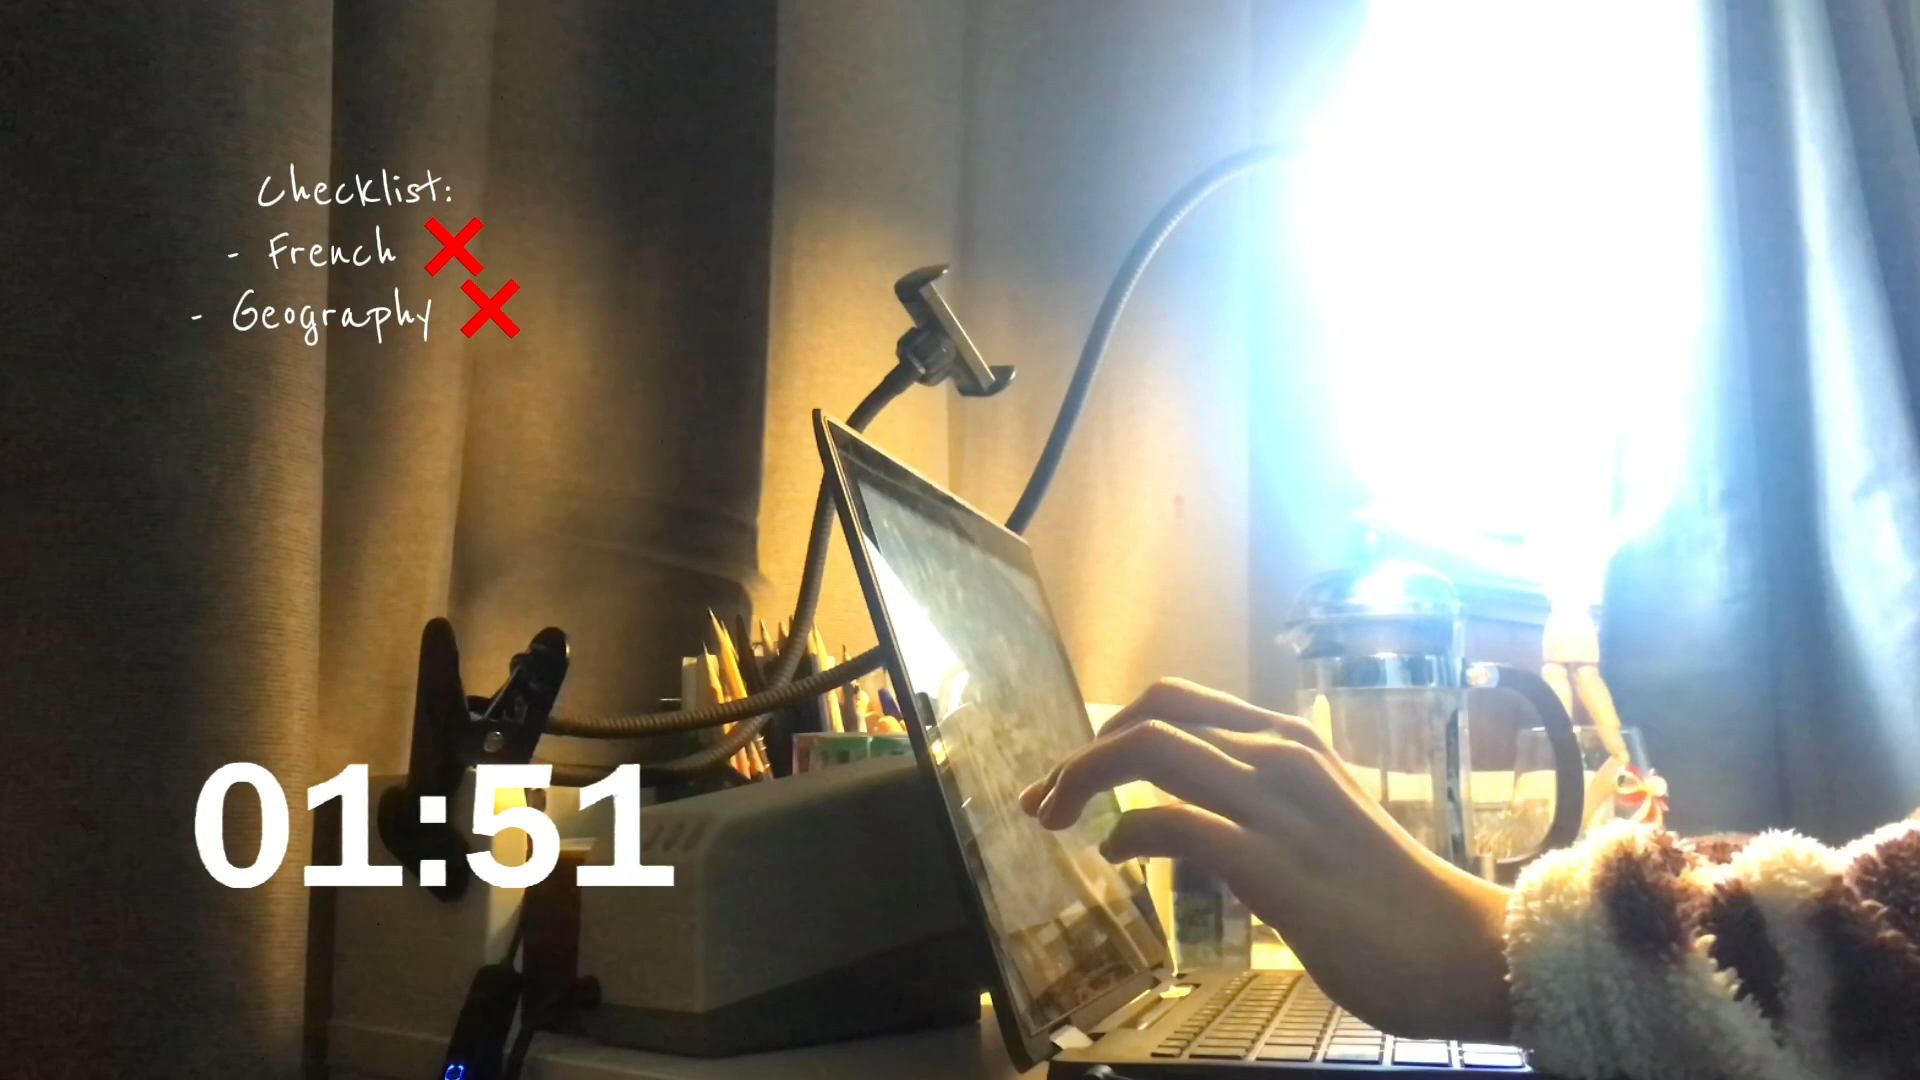 Checklist:
- French ❌
- Geography ❌
01:51